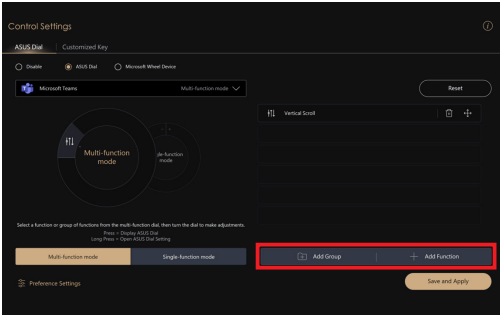 Control Settings
ASUS Dial
Customized Key
Disable
ASUS Dial
Microsoft Wheel Device
Microsoft Teams
Multi-function mode
Reset
Vertical Scroll
Multi-function
mode
mode
Select a function or group of functions from the multi-function dial, then turn the dial to make adjustments.
Press = Display ASUS Dial
Long Press = Open ASUS Dial Setting
Multi-function mode
Single-function mode
Add Group
Add Function
Preference Settings
Save and Apply